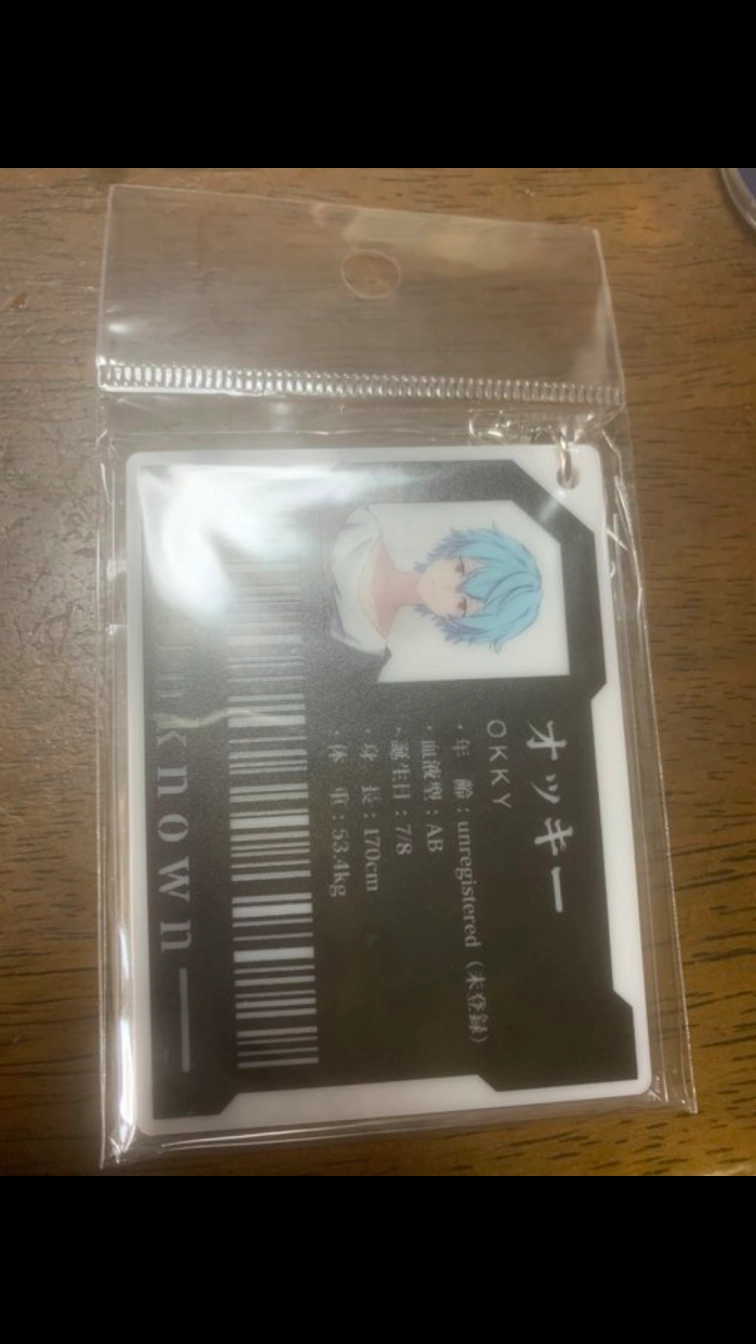 オッキー
OKKY
・年　齢：unregistered（未登録）
・血液型：AB
・誕生日：7/8
・身　長：170cm
・体　重：53.4kg
unknown